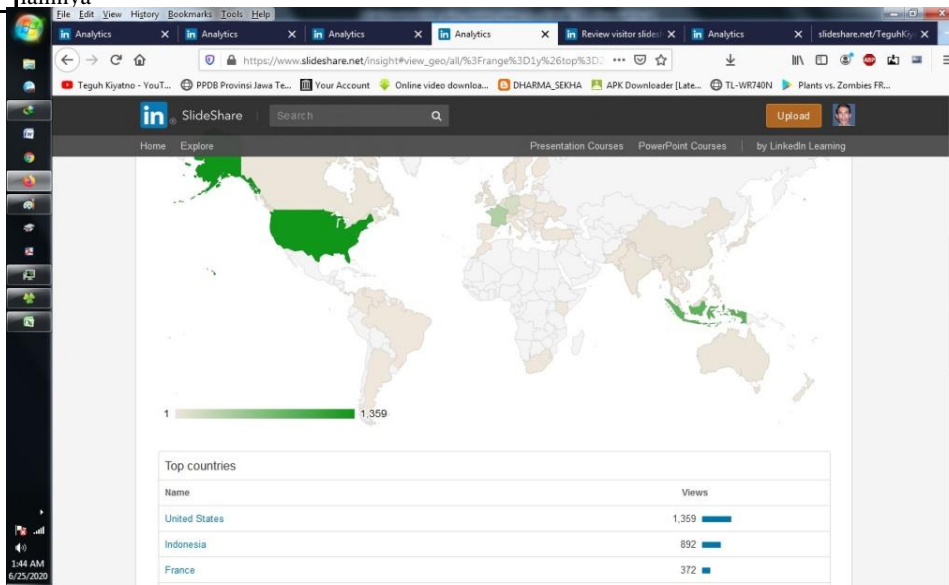 File Edit View History Bookmarks Tools Help
Analytics Analytics Analytics Analytics Review visitor slides Analytics slideshare.net/TeguhKiy
https://www.slideshare.net/insight#view_geo/all/%3Frange%3D1y%26top%3D
Teguh Kiyatno - YouT... PPDB Provinsi Jawa Te... Your Account Online video downloa... DHARMA_SEKHA APK Downloader [Late... TL-WR740N Plants vs. Zombies FR...
in SlideShare Search Upload
Home Explore Presentation Courses PowerPoint Courses by LinkedIn Learning
1 1,359
Top countries
Name Views
United States 1,359
Indonesia 892
France 372
1:44 AM
6/25/2020